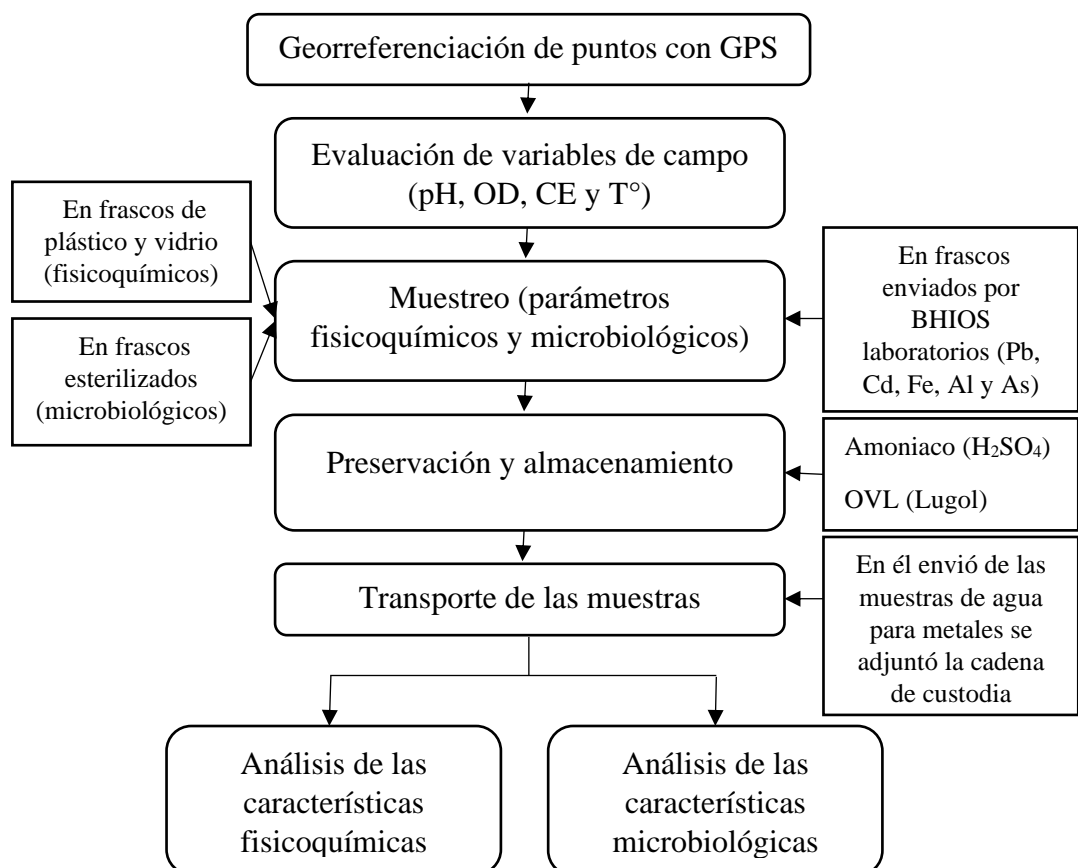 Georreferenciación de puntos con GPS
Evaluación de variables de campo
(pH, OD, CE y T°)
En frascos de
plástico y vidrio
(fisicoquímicos)
En frascos
esterilizados
(microbiológicos)
Muestreo (parámetros
fisicoquímicos y microbiológicos)
En frascos
enviados por
BHIOS
laboratorios (Pb,
Cd, Fe, Al y As)
Preservación y almacenamiento
Amoniaco (H₂SO₄)
OVL (Lugol)
Transporte de las muestras
En él envió de las
muestras de agua
para metales se
adjuntó la cadena
de custodia
Análisis de las
características
fisicoquímicas
Análisis de las
características
microbiológicas